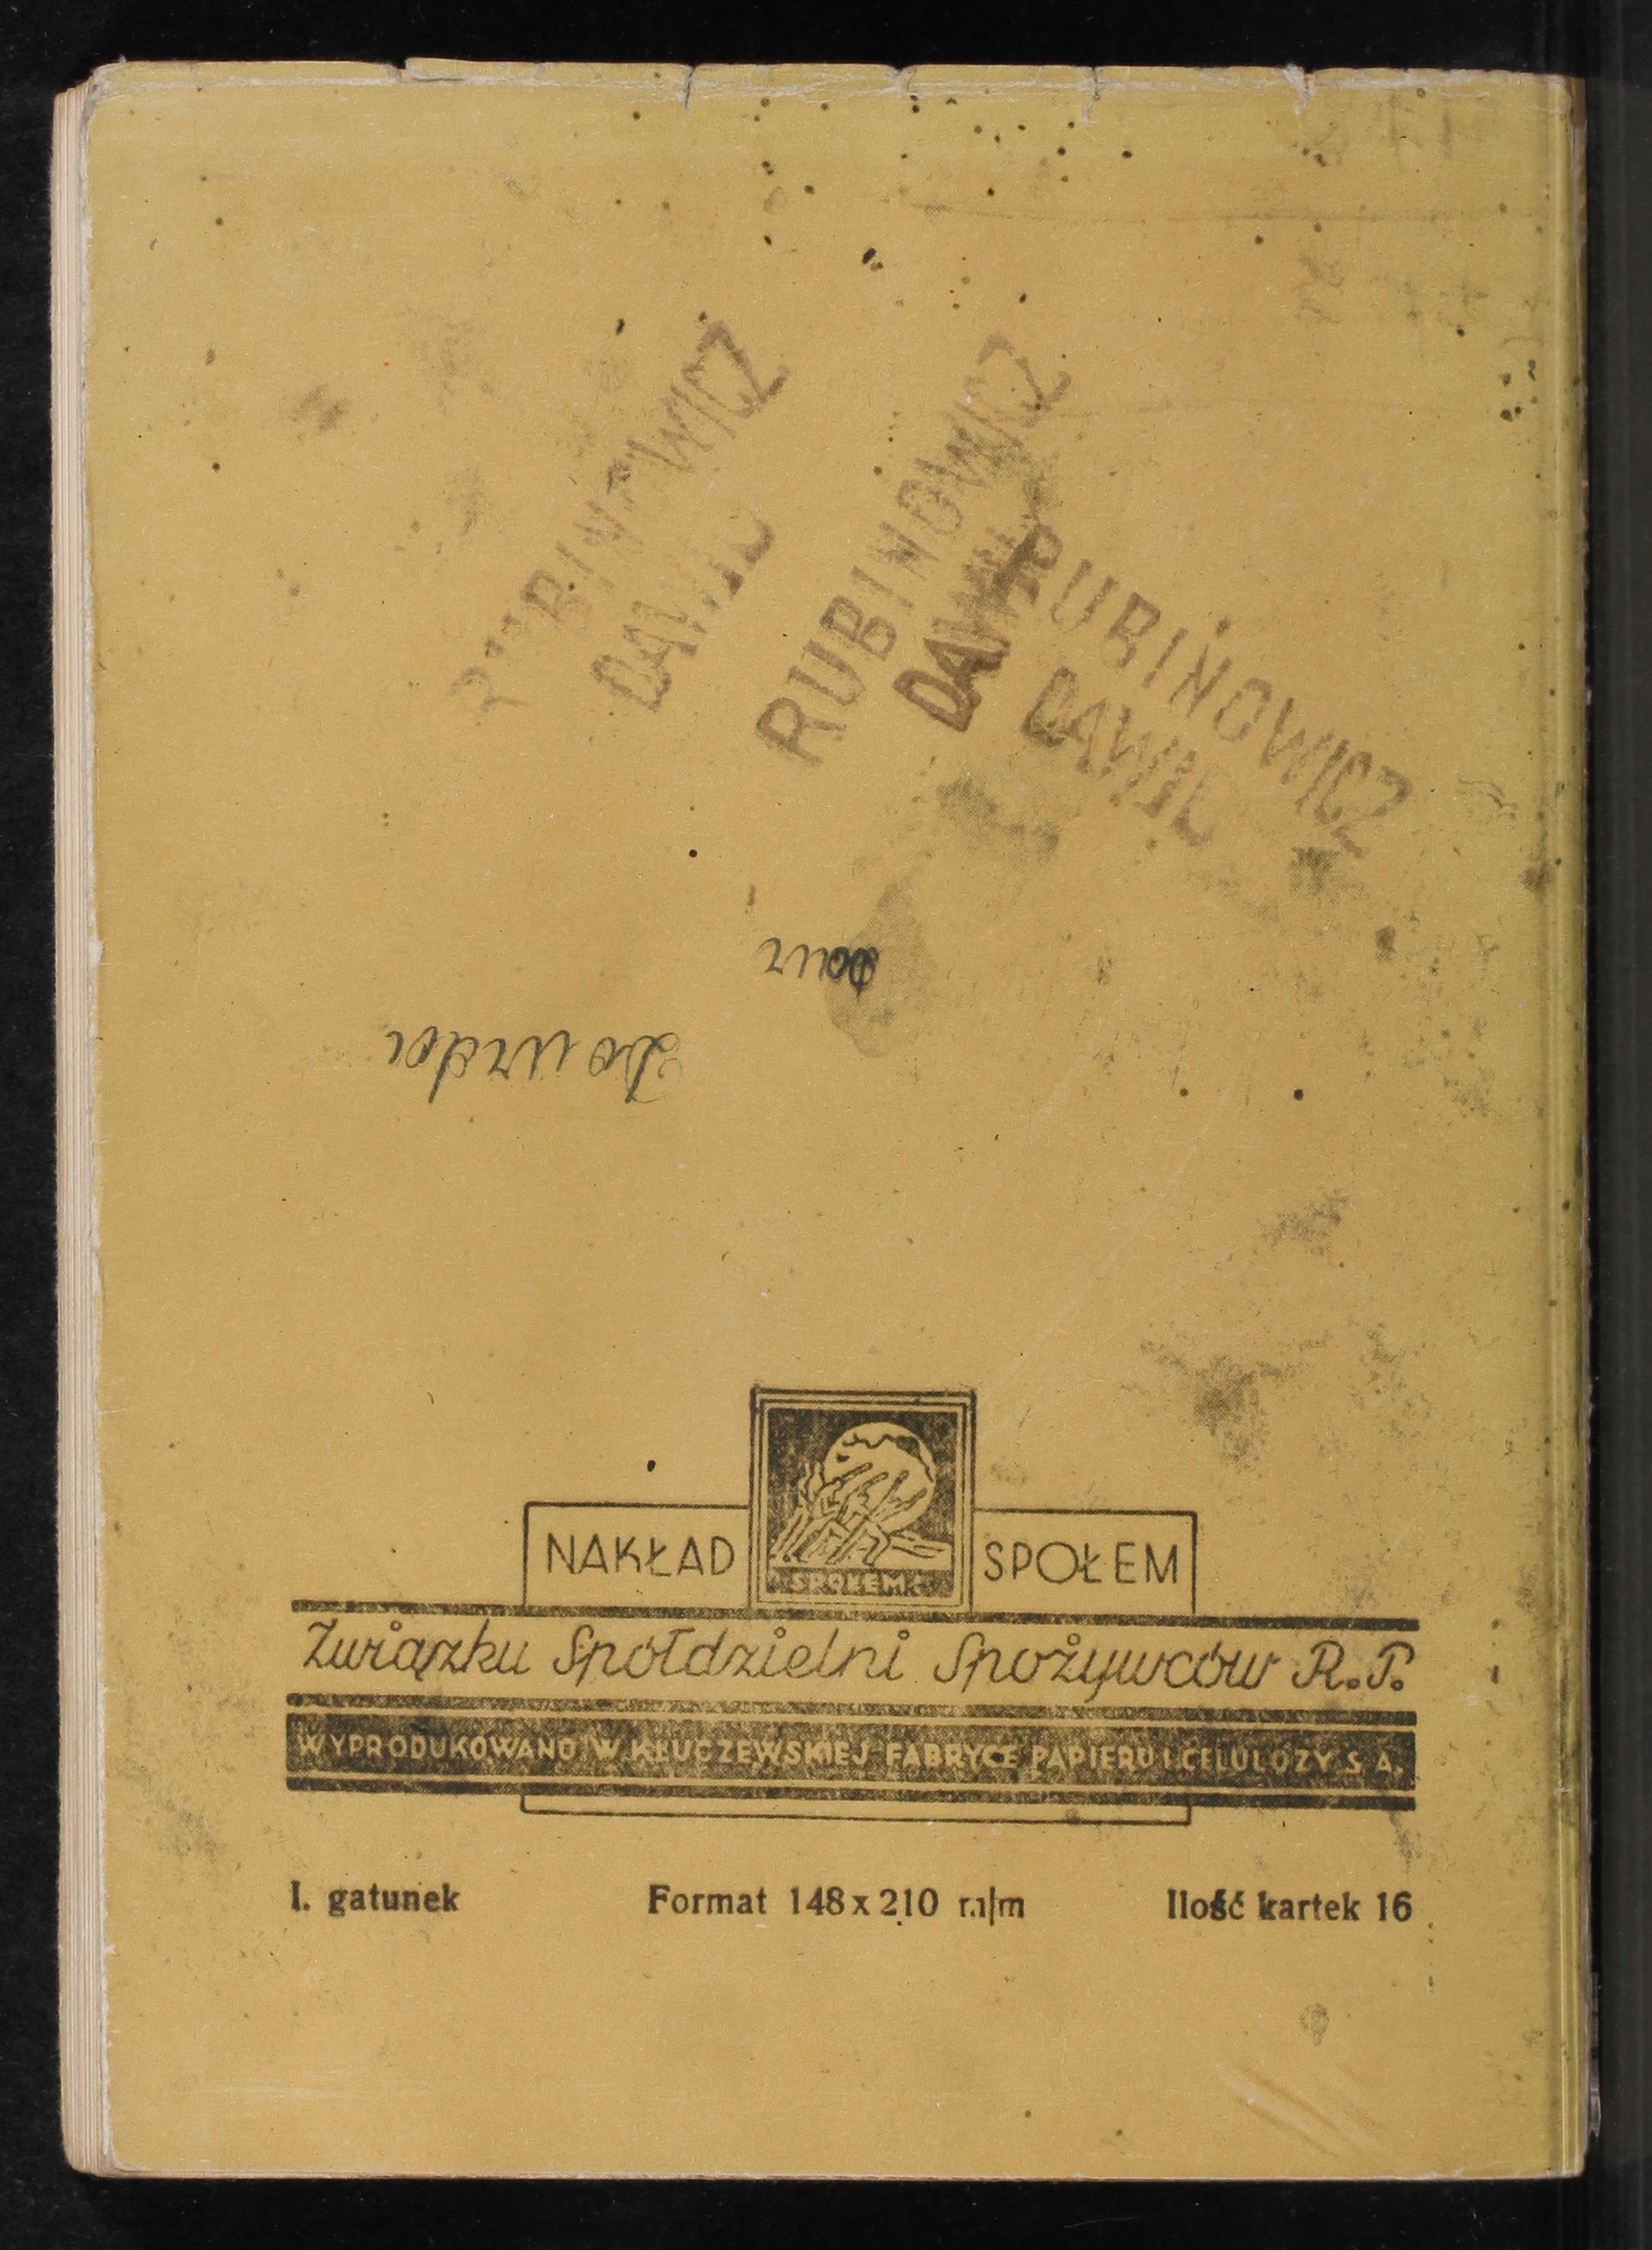 RUBINOWICZ
DAWID
RUBINOWICZ
DAWID
RUBINOWICZ
DAWID
NAKŁAD SPOŁEM
SPOŁEM
Związku Spółdzielni Spożywców R.P.
WYPRODUKOWANO W KLUCZEWSKIEJ FABRYCE PAPIERU I CELULOZY S. A.
I. gatunek Format 148 x 210 m|m Ilość kartek 16